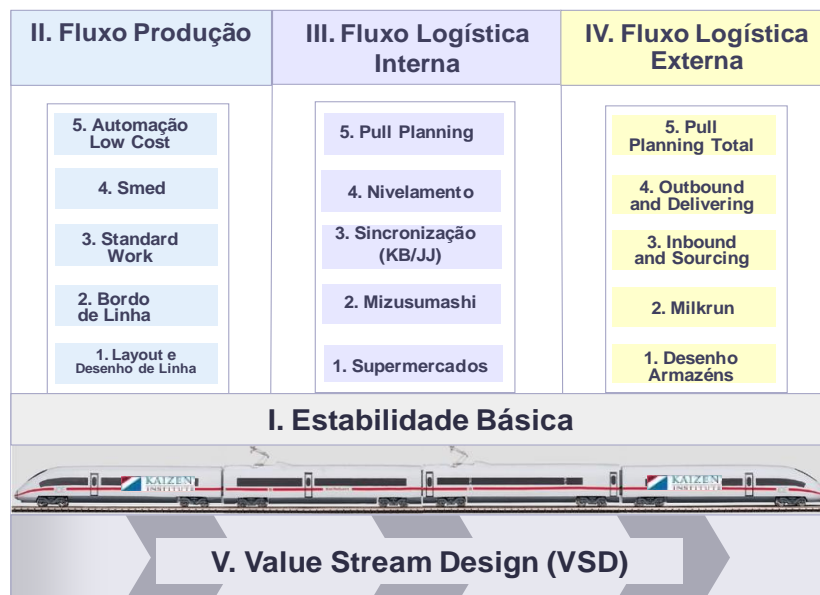 II. Fluxo Produção
III. Fluxo Logística
Interna
IV. Fluxo Logística
Externa
5. Automação
Low Cost
4. Smed
3. Standard
Work
2. Bordo
de Linha
1. Layout e
Desenho de Linha
5. Pull Planning
4. Nivelamento
3. Sincronização
(KB/JJ)
2. Mizusumashi
1. Supermercados
5. Pull
Planning Total
4. Outbound
and Delivering
3. Inbound
and Sourcing
2. Milkrun
1. Desenho
Armazéns
I. Estabilidade Básica
KAIZEN
INSTITUTE
KAIZEN
INSTITUTE
V. Value Stream Design (VSD)